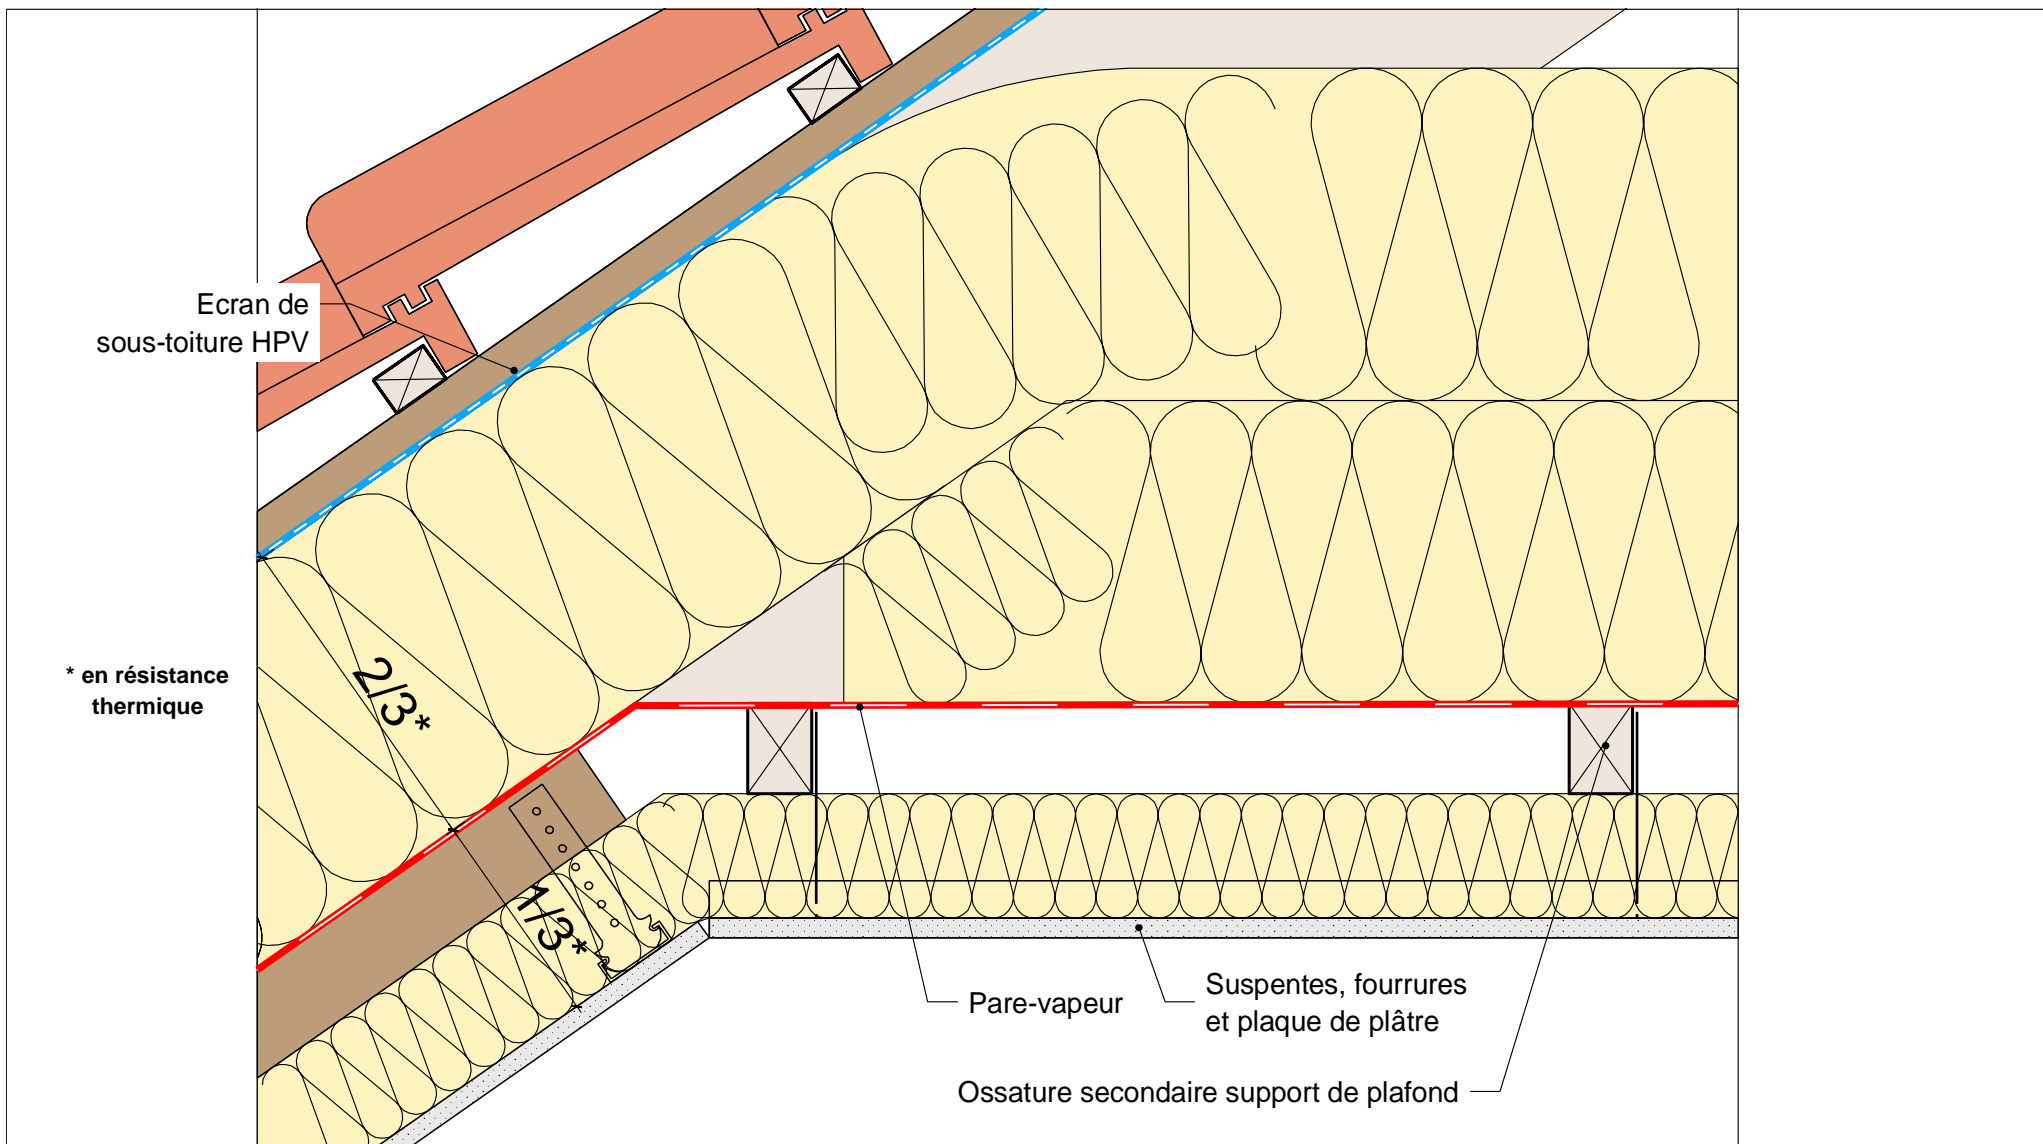 Ecran de
sous-toiture HPV
* en résistance
thermique
2/3*
1/3*
Pare-vapeur
Suspentes, fourrures
et plaque de plâtre
Ossature secondaire support de plafond